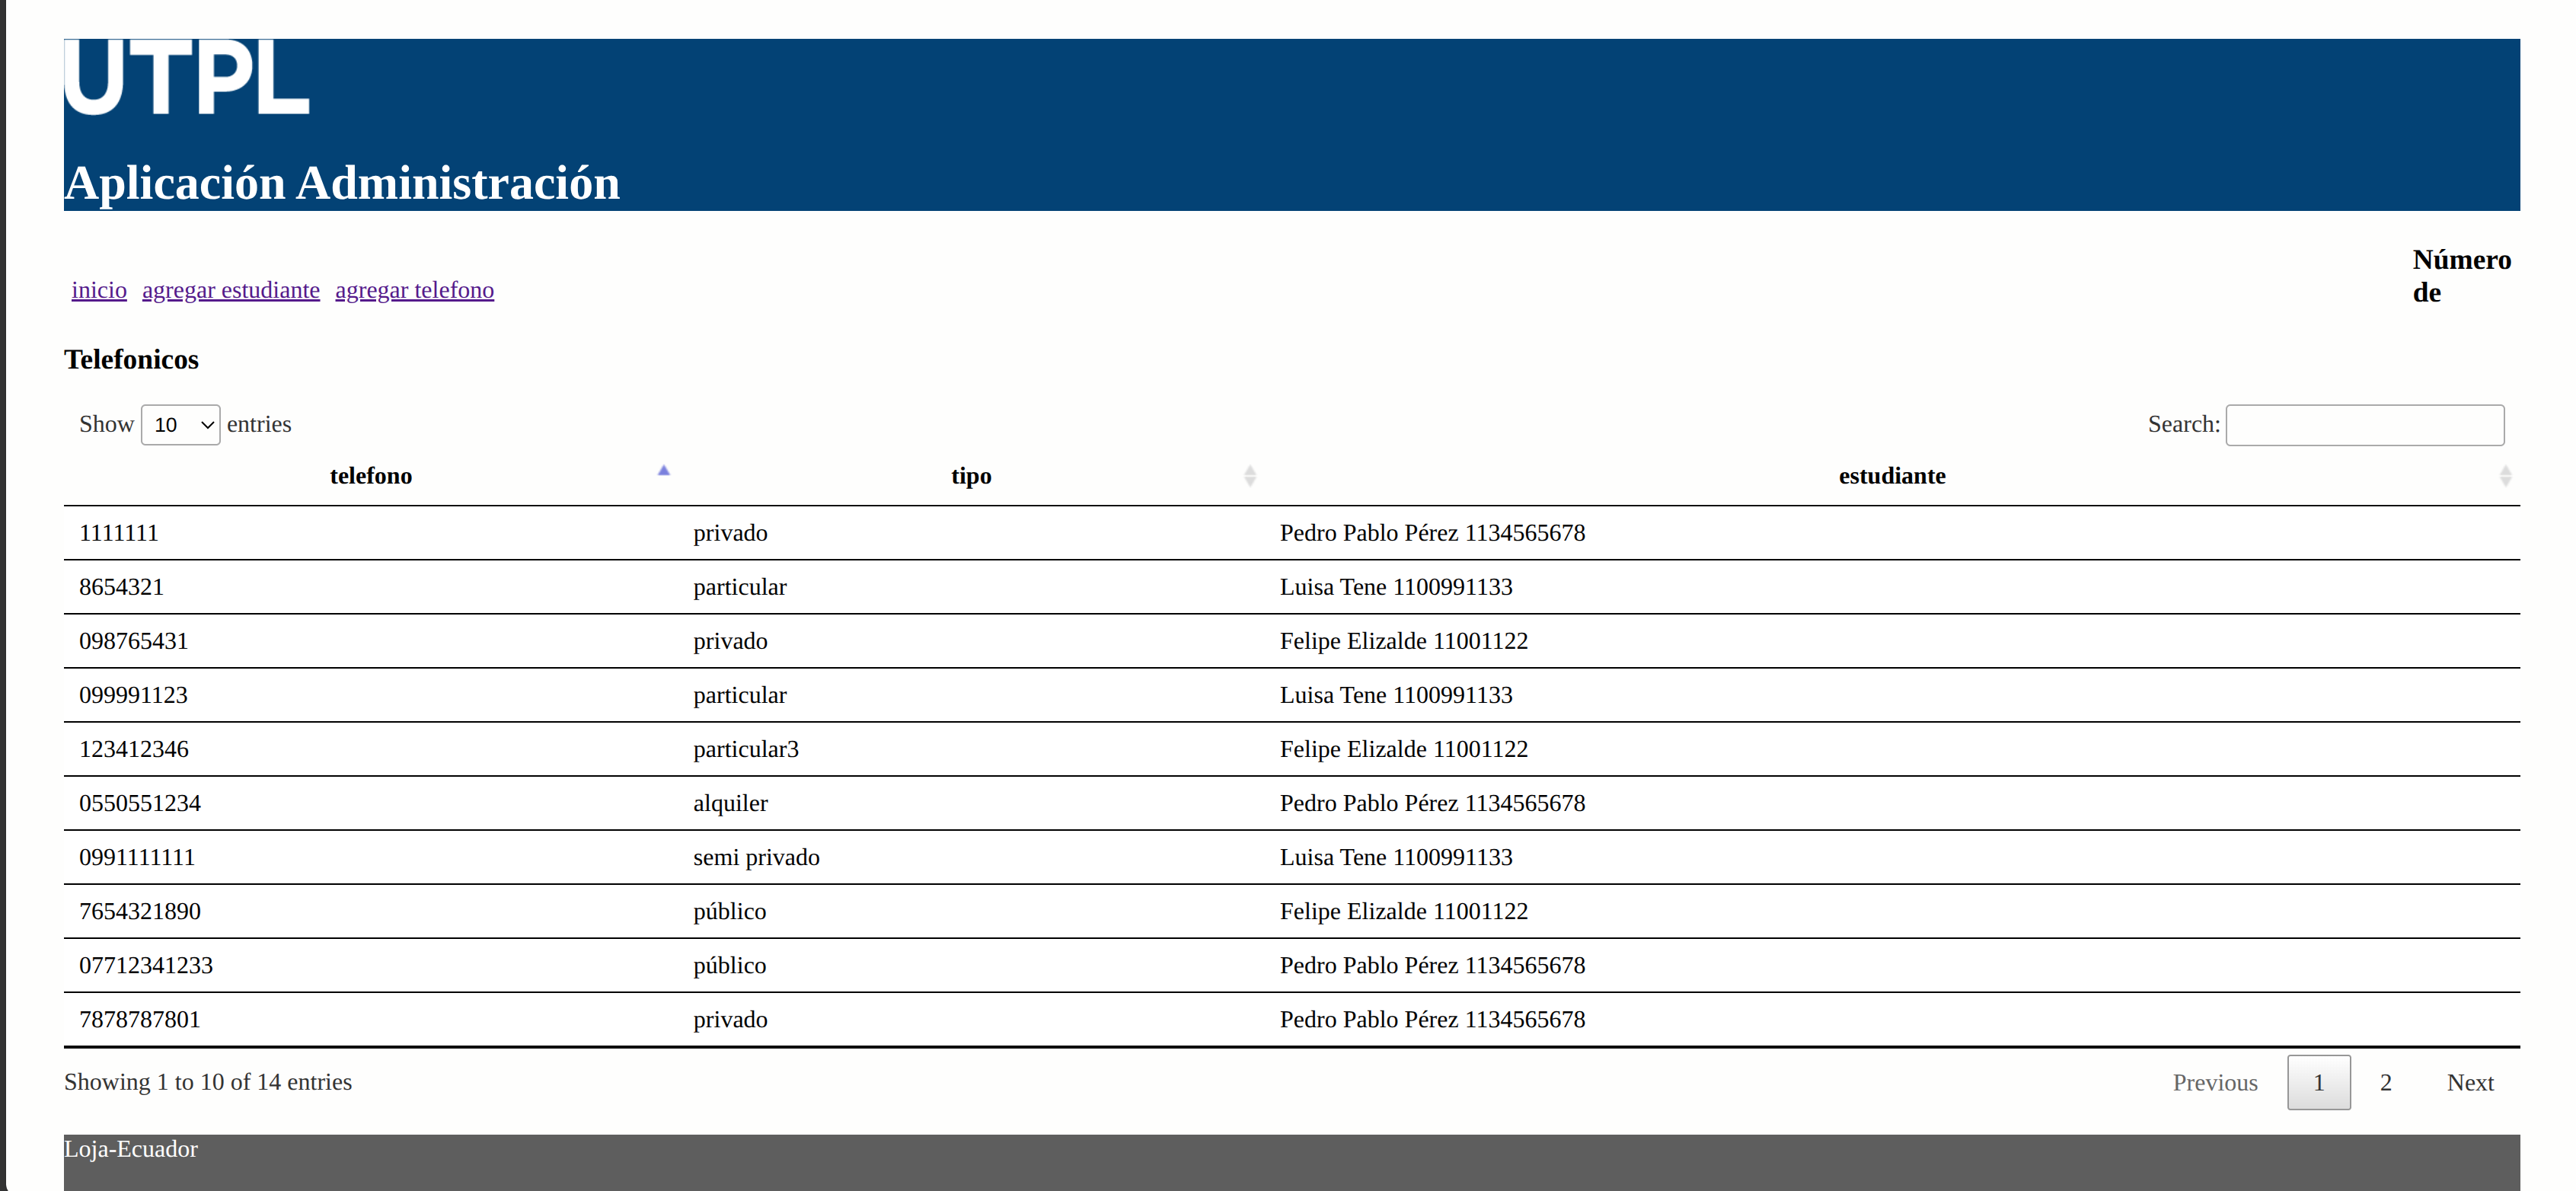 UTPL
Aplicación Administración
inicio agregar estudiante agregar telefono
Número de
Telefonicos
Show 10 entries Search:
telefono tipo estudiante
1111111 privado Pedro Pablo Pérez 1134565678
8654321 particular Luisa Tene 1100991133
098765431 privado Felipe Elizalde 11001122
099991123 particular Luisa Tene 1100991133
123412346 particular3 Felipe Elizalde 11001122
0550551234 alquiler Pedro Pablo Pérez 1134565678
0991111111 semi privado Luisa Tene 1100991133
7654321890 público Felipe Elizalde 11001122
07712341233 público Pedro Pablo Pérez 1134565678
7878787801 privado Pedro Pablo Pérez 1134565678
Showing 1 to 10 of 14 entries Previous 1 2 Next
Loja-Ecuador